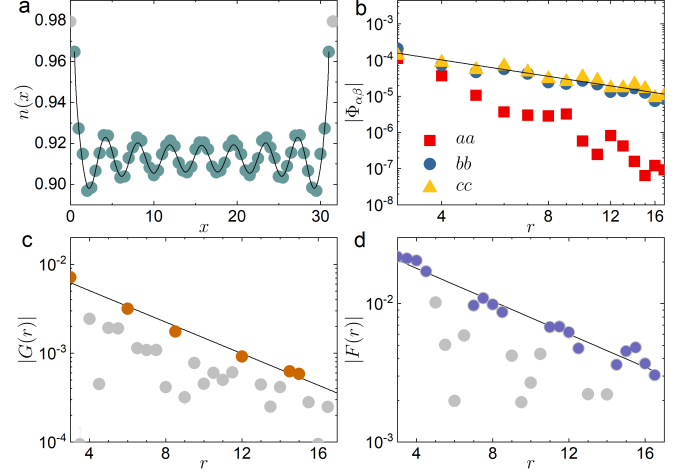 a
0.98
0.96
0.94
0.92
0.90
n(x)
0 10 20 30
x
b
10⁻³
10⁻⁴
10⁻⁵
10⁻⁶
10⁻⁷
10⁻⁸
|Φαβ|
aa
bb
cc
4 8 12 16
r
c
10⁻²
10⁻³
10⁻⁴
|G(r)|
4 8 12 16
r
d
10⁻²
10⁻³
|F(r)|
4 8 12 16
r